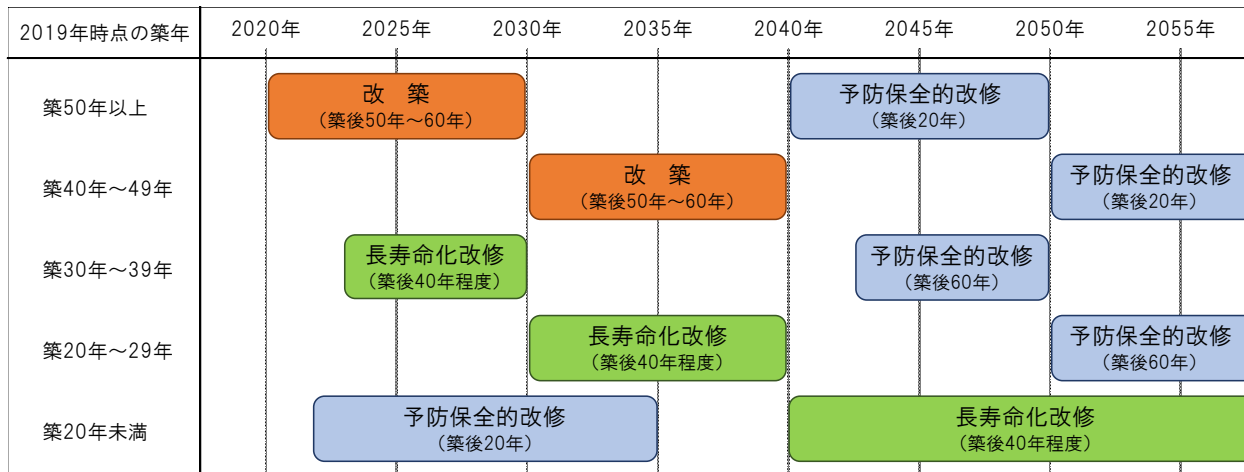 2019年時点の築年
2020年 2025年 2030年 2035年 2040年 2045年 2050年 2055年
築50年以上
改　築
（築後50年～60年）
予防保全的改修
（築後20年）
築40年～49年
改　築
（築後50年～60年）
予防保全的改修
（築後20年）
築30年～39年
長寿命化改修
（築後40年程度）
予防保全的改修
（築後60年）
築20年～29年
長寿命化改修
（築後40年程度）
予防保全的改修
（築後60年）
築20年未満
予防保全的改修
（築後20年）
長寿命化改修
（築後40年程度）